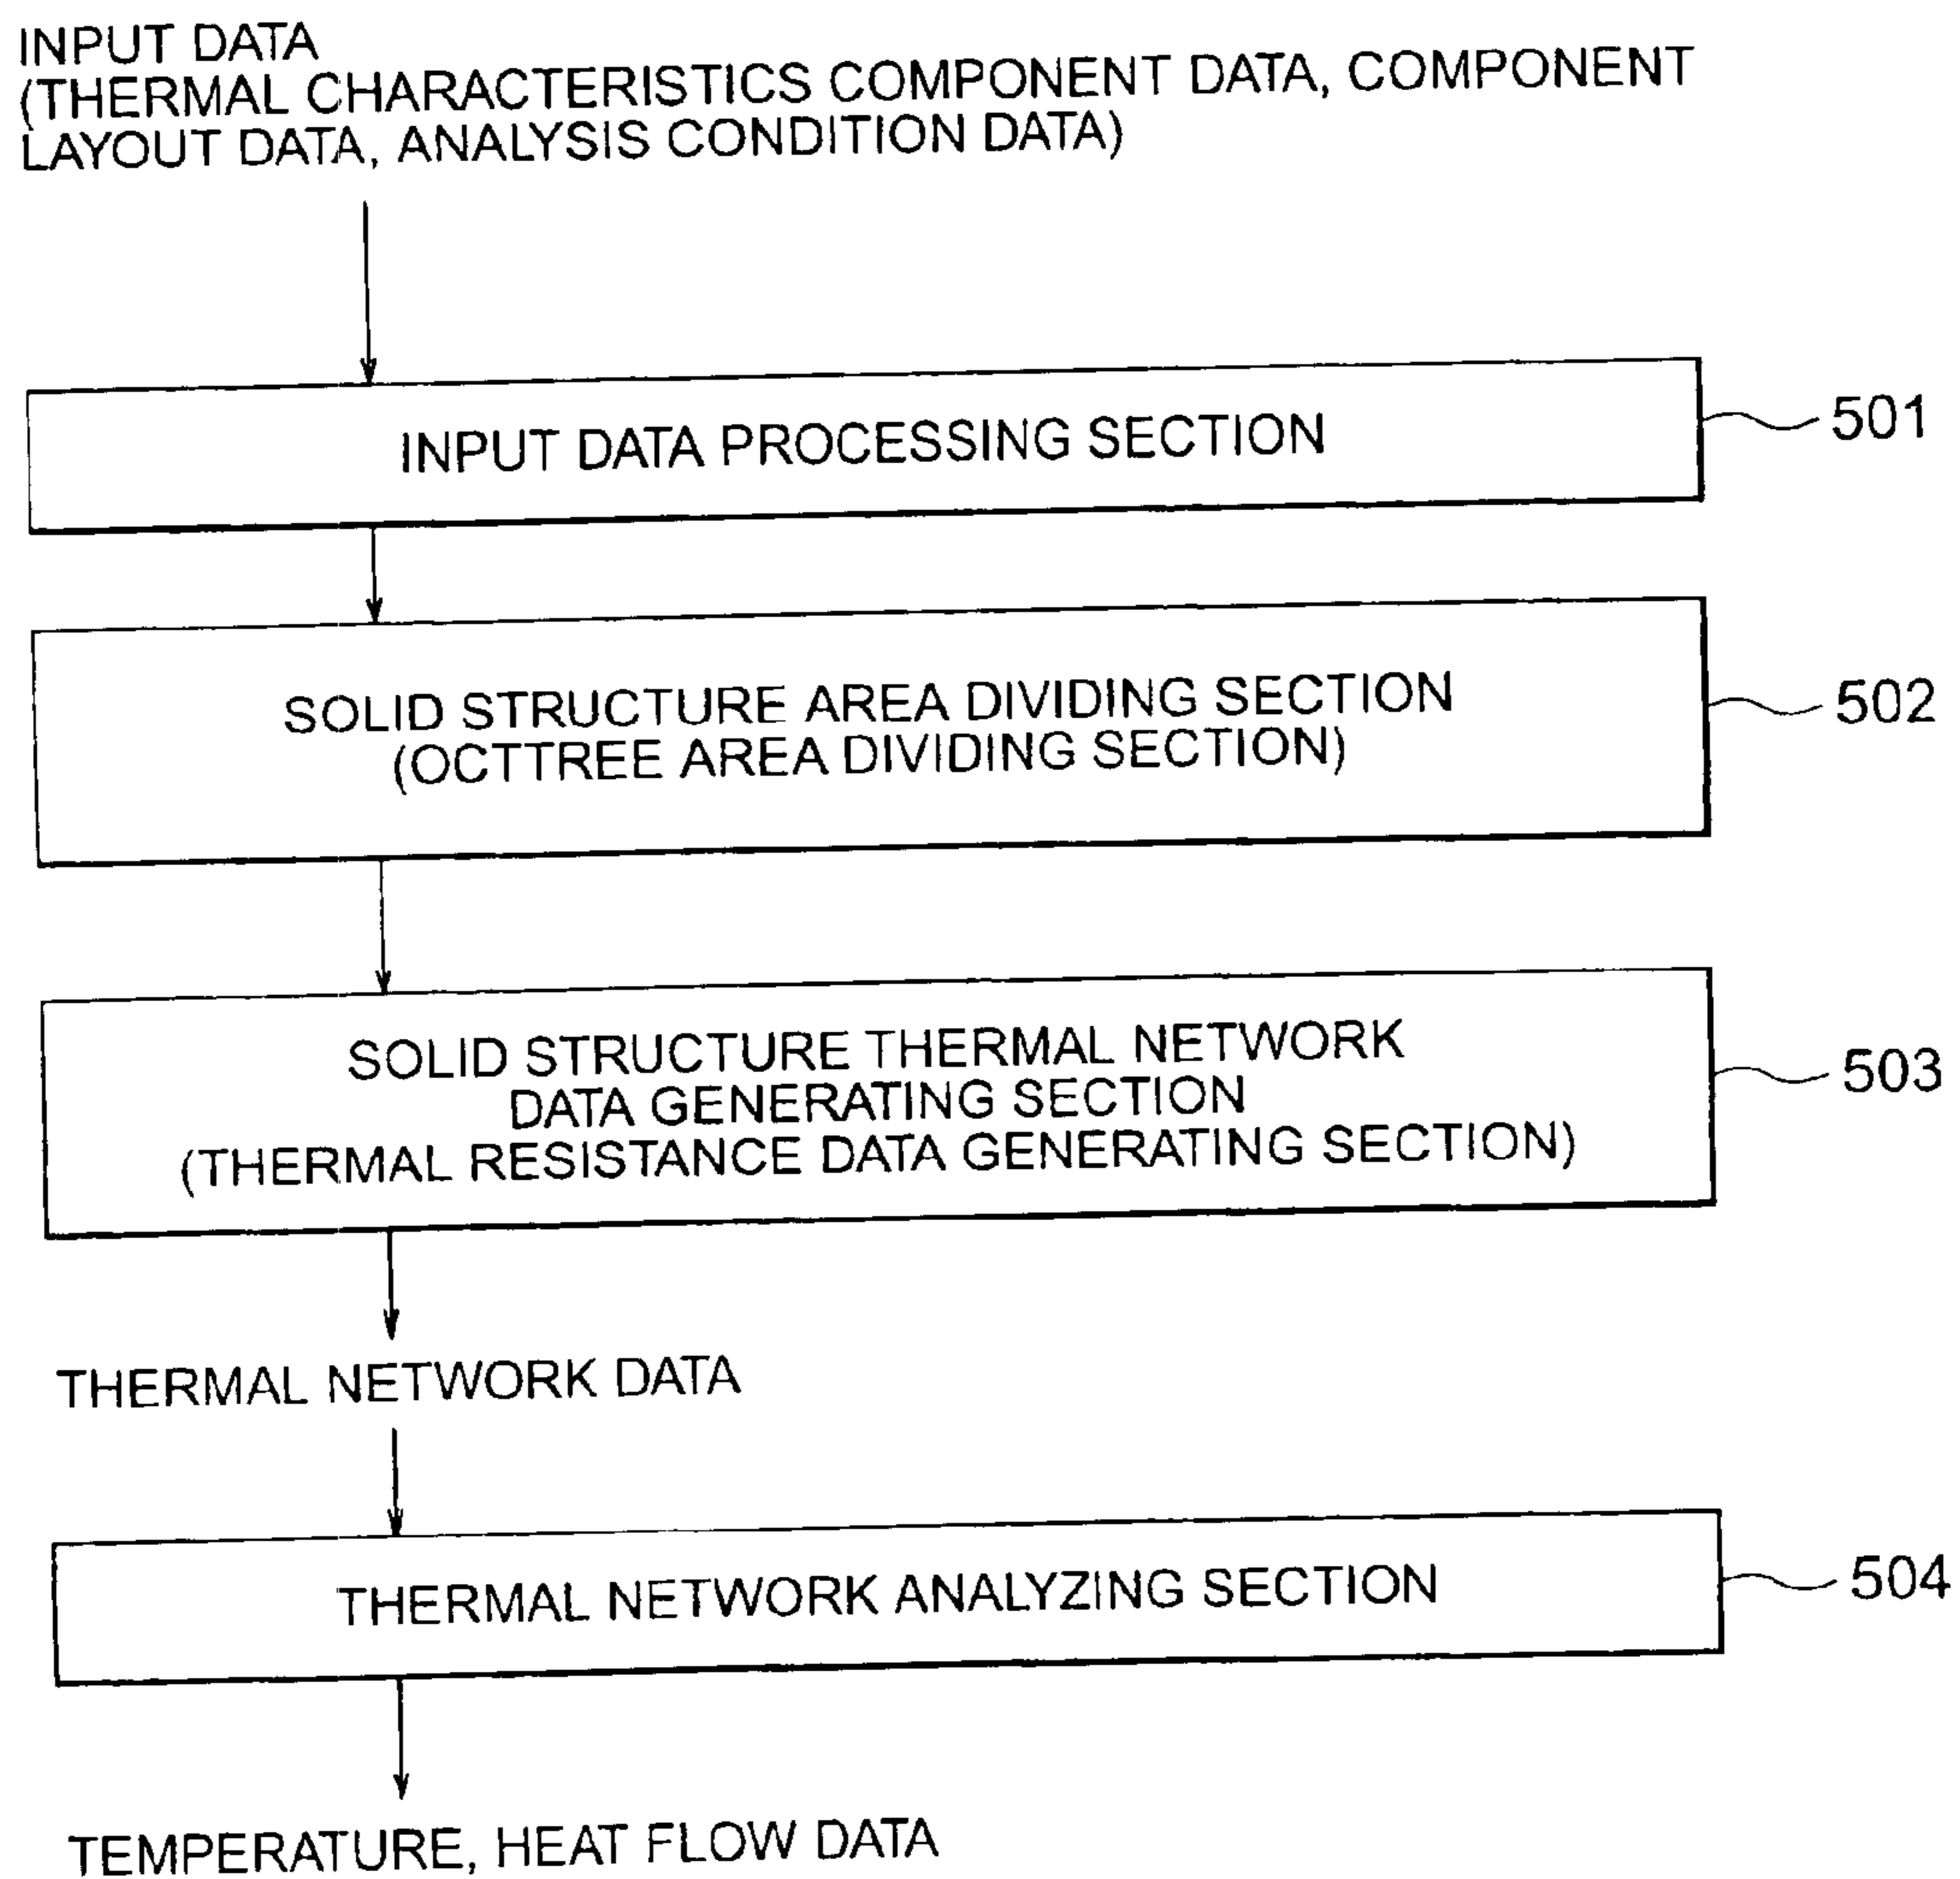 INPUT DATA
(THERMAL CHARACTERISTICS COMPONENT DATA, COMPONENT
LAYOUT DATA, ANALYSIS CONDITION DATA)
INPUT DATA PROCESSING SECTION
501
SOLID STRUCTURE AREA DIVIDING SECTION
(OCTTREE AREA DIVIDING SECTION)
502
SOLID STRUCTURE THERMAL NETWORK
DATA GENERATING SECTION
(THERMAL RESISTANCE DATA GENERATING SECTION)
503
THERMAL NETWORK DATA
THERMAL NETWORK ANALYZING SECTION
504
TEMPERATURE, HEAT FLOW DATA